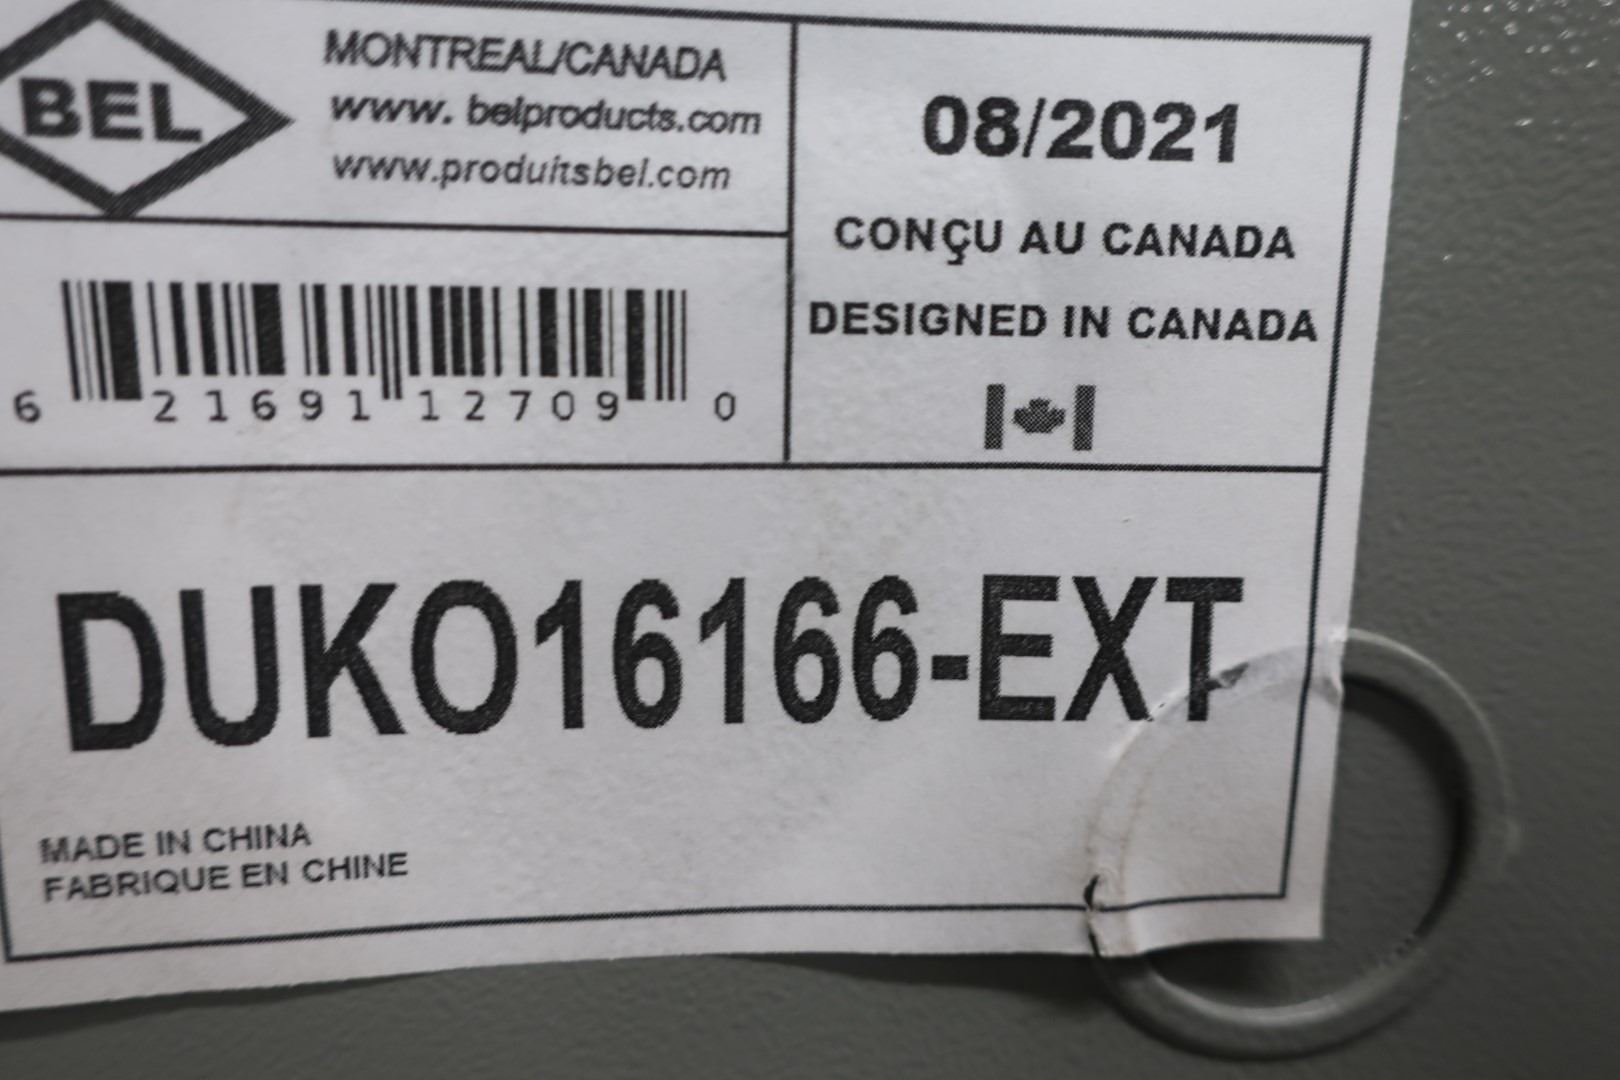 BEL
MONTREAL/CANADA
www. belproducts.com
www.produitsbel.com
08/2021
CONÇU AU CANADA
DESIGNED IN CANADA
6 21691 12709 0
DUKO16166-EXT
MADE IN CHINA
FABRIQUE EN CHINE